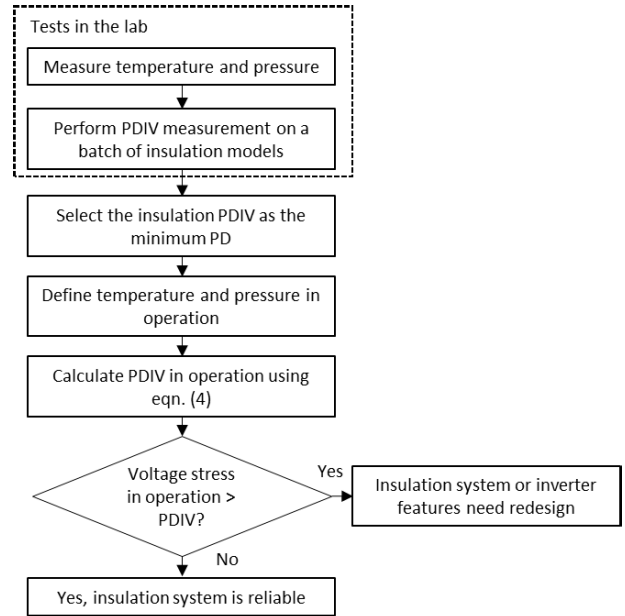 Tests in the lab
Measure temperature and pressure
Perform PDIV measurement on a
batch of insulation models
Select the insulation PDIV as the
minimum PD
Define temperature and pressure in
operation
Calculate PDIV in operation using
eqn. (4)
Voltage stress
in operation >
PDIV?
Yes
Insulation system or inverter
features need redesign
No
Yes, insulation system is reliable